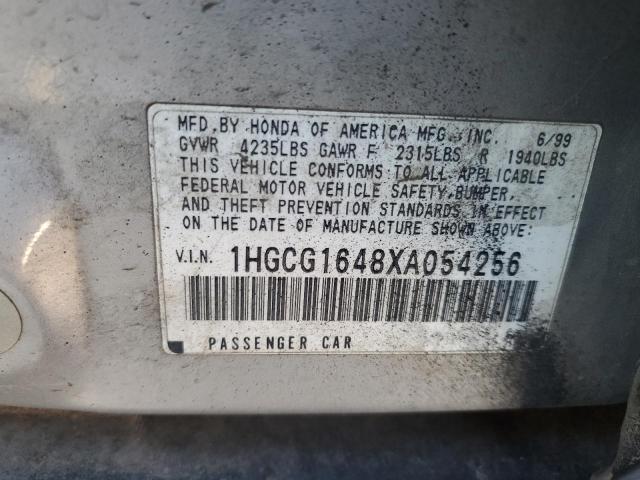 MFD. BY HONDA OF AMERICA MFG., INC. 6/99
GVWR 4235LBS GAWR F 2315LBS R 1940LBS
THIS VEHICLE CONFORMS TO ALL APPLICABLE
FEDERAL MOTOR VEHICLE SAFETY, BUMPER,
AND THEFT PREVENTION STANDARDS IN EFFECT
ON THE DATE OF MANUFACTURE SHOWN ABOVE:
V.I.N. 1HGCG1648XA054256
PASSENGER CAR